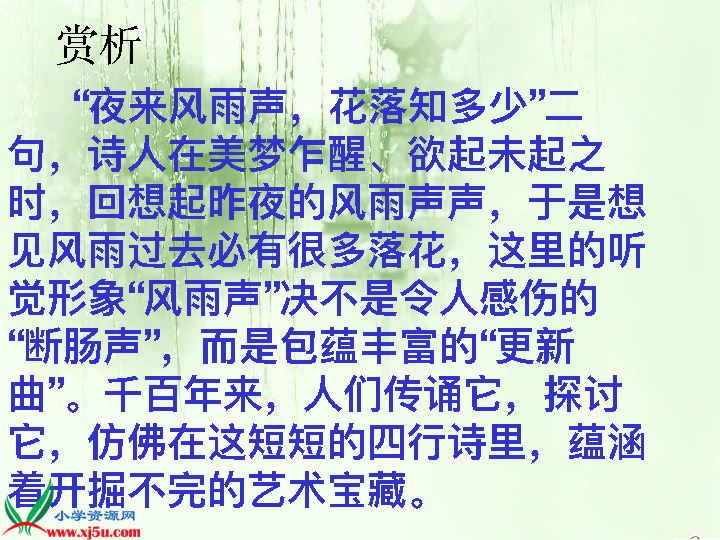 赏析
“夜来风雨声，花落知多少”二
句，诗人在美梦乍醒、欲起未起之
时，回想起昨夜的风雨声声，于是想
见风雨过去必有很多落花，这里的听
觉形象“风雨声”决不是令人感伤的
“断肠声”，而是包蕴丰富的“更新
曲”。千百年来，人们传诵它，探讨
它，仿佛在这短短的四行诗里，蕴涵
着开掘不完的艺术宝藏。
小学资源网
www.xj5u.com